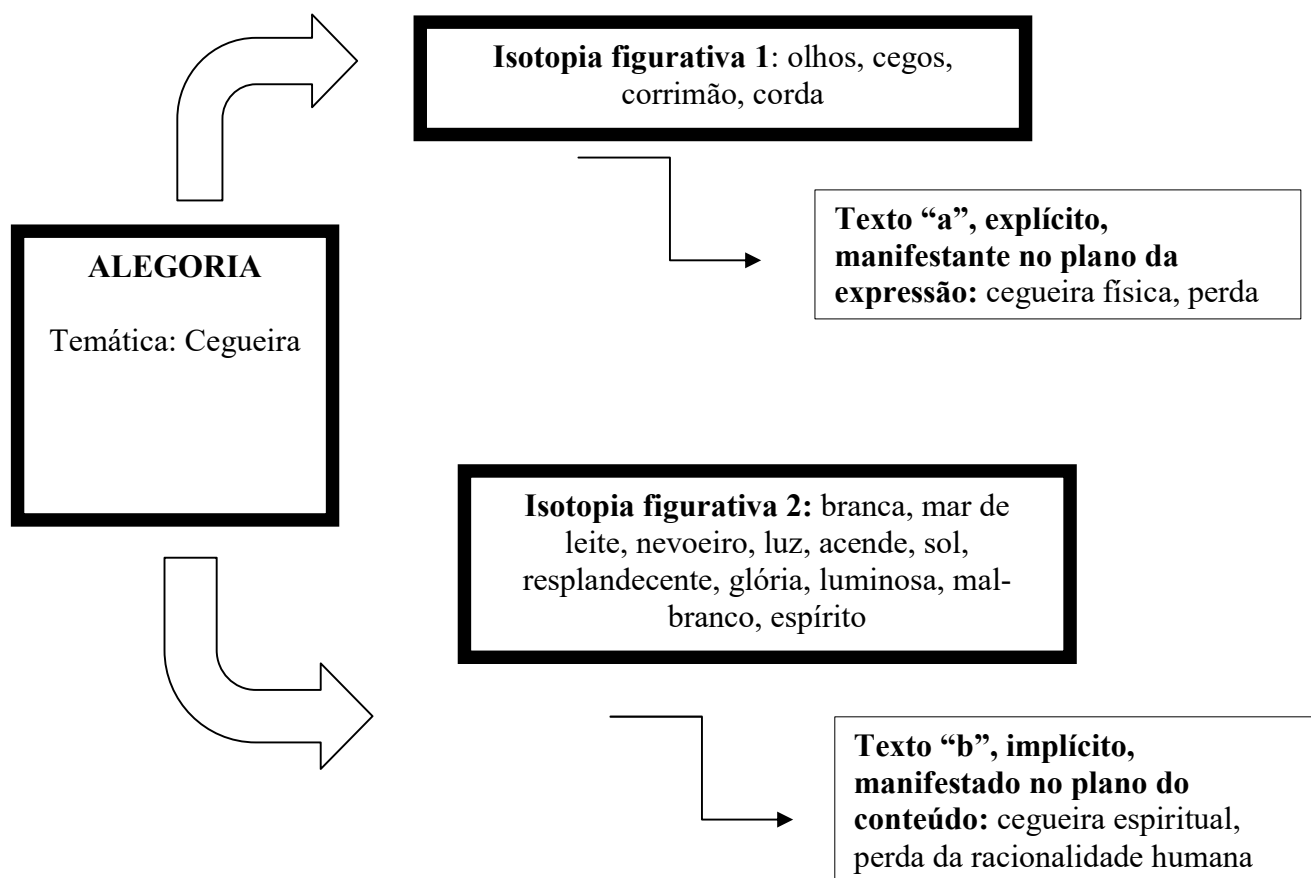 Isotopia figurativa 1: olhos, cegos,
corrimão, corda
Texto “a”, explícito,
manifestante no plano da
expressão: cegueira física, perda
ALEGORIA
Temática: Cegueira
Isotopia figurativa 2: branca, mar de
leite, nevoeiro, luz, acende, sol,
resplandecente, glória, luminosa, mal-
branco, espírito
Texto “b”, implícito,
manifestado no plano do
conteúdo: cegueira espiritual,
perda da racionalidade humana